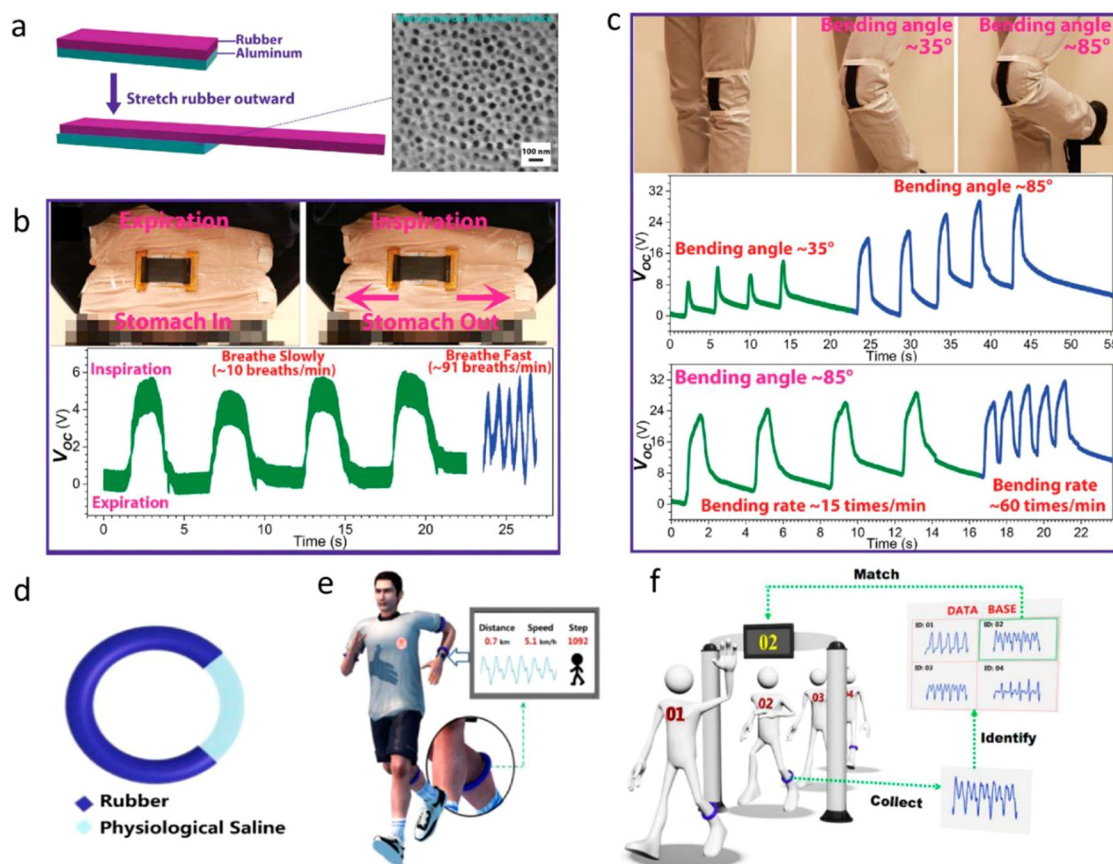 a
Rubber
Aluminum
Stretch rubber outward
100 nm
b
Expiration
Stomach In
Inspiration
Stomach Out
Inspiration
Breathe Slowly
(~10 breaths/min)
Breathe Fast
(~91 breaths/min)
Expiration
Voc (V)
6
4
2
0
0 5 10 15 20 25
Time (s)
c
Bending angle
~35°
Bending angle
~85°
Bending angle ~35°
Bending angle ~85°
Voc (V)
32
24
16
8
0
0 5 10 15 20 25 30 35 40 45 50 55
Time (s)
Bending angle ~85°
Bending rate ~15 times/min
Bending rate
~60 times/min
Voc (V)
32
24
16
8
0
0 2 4 6 8 10 12 14 16 18 20 22
Time (s)
d
Rubber
Physiological Saline
e
Distance Speed Step
0.7 km 5.1 km/h 1092
f
Match
02
DATA BASE
ID: 01 ID: 02
ID: 03 ID: 04
01
02
03
04
Identify
Collect